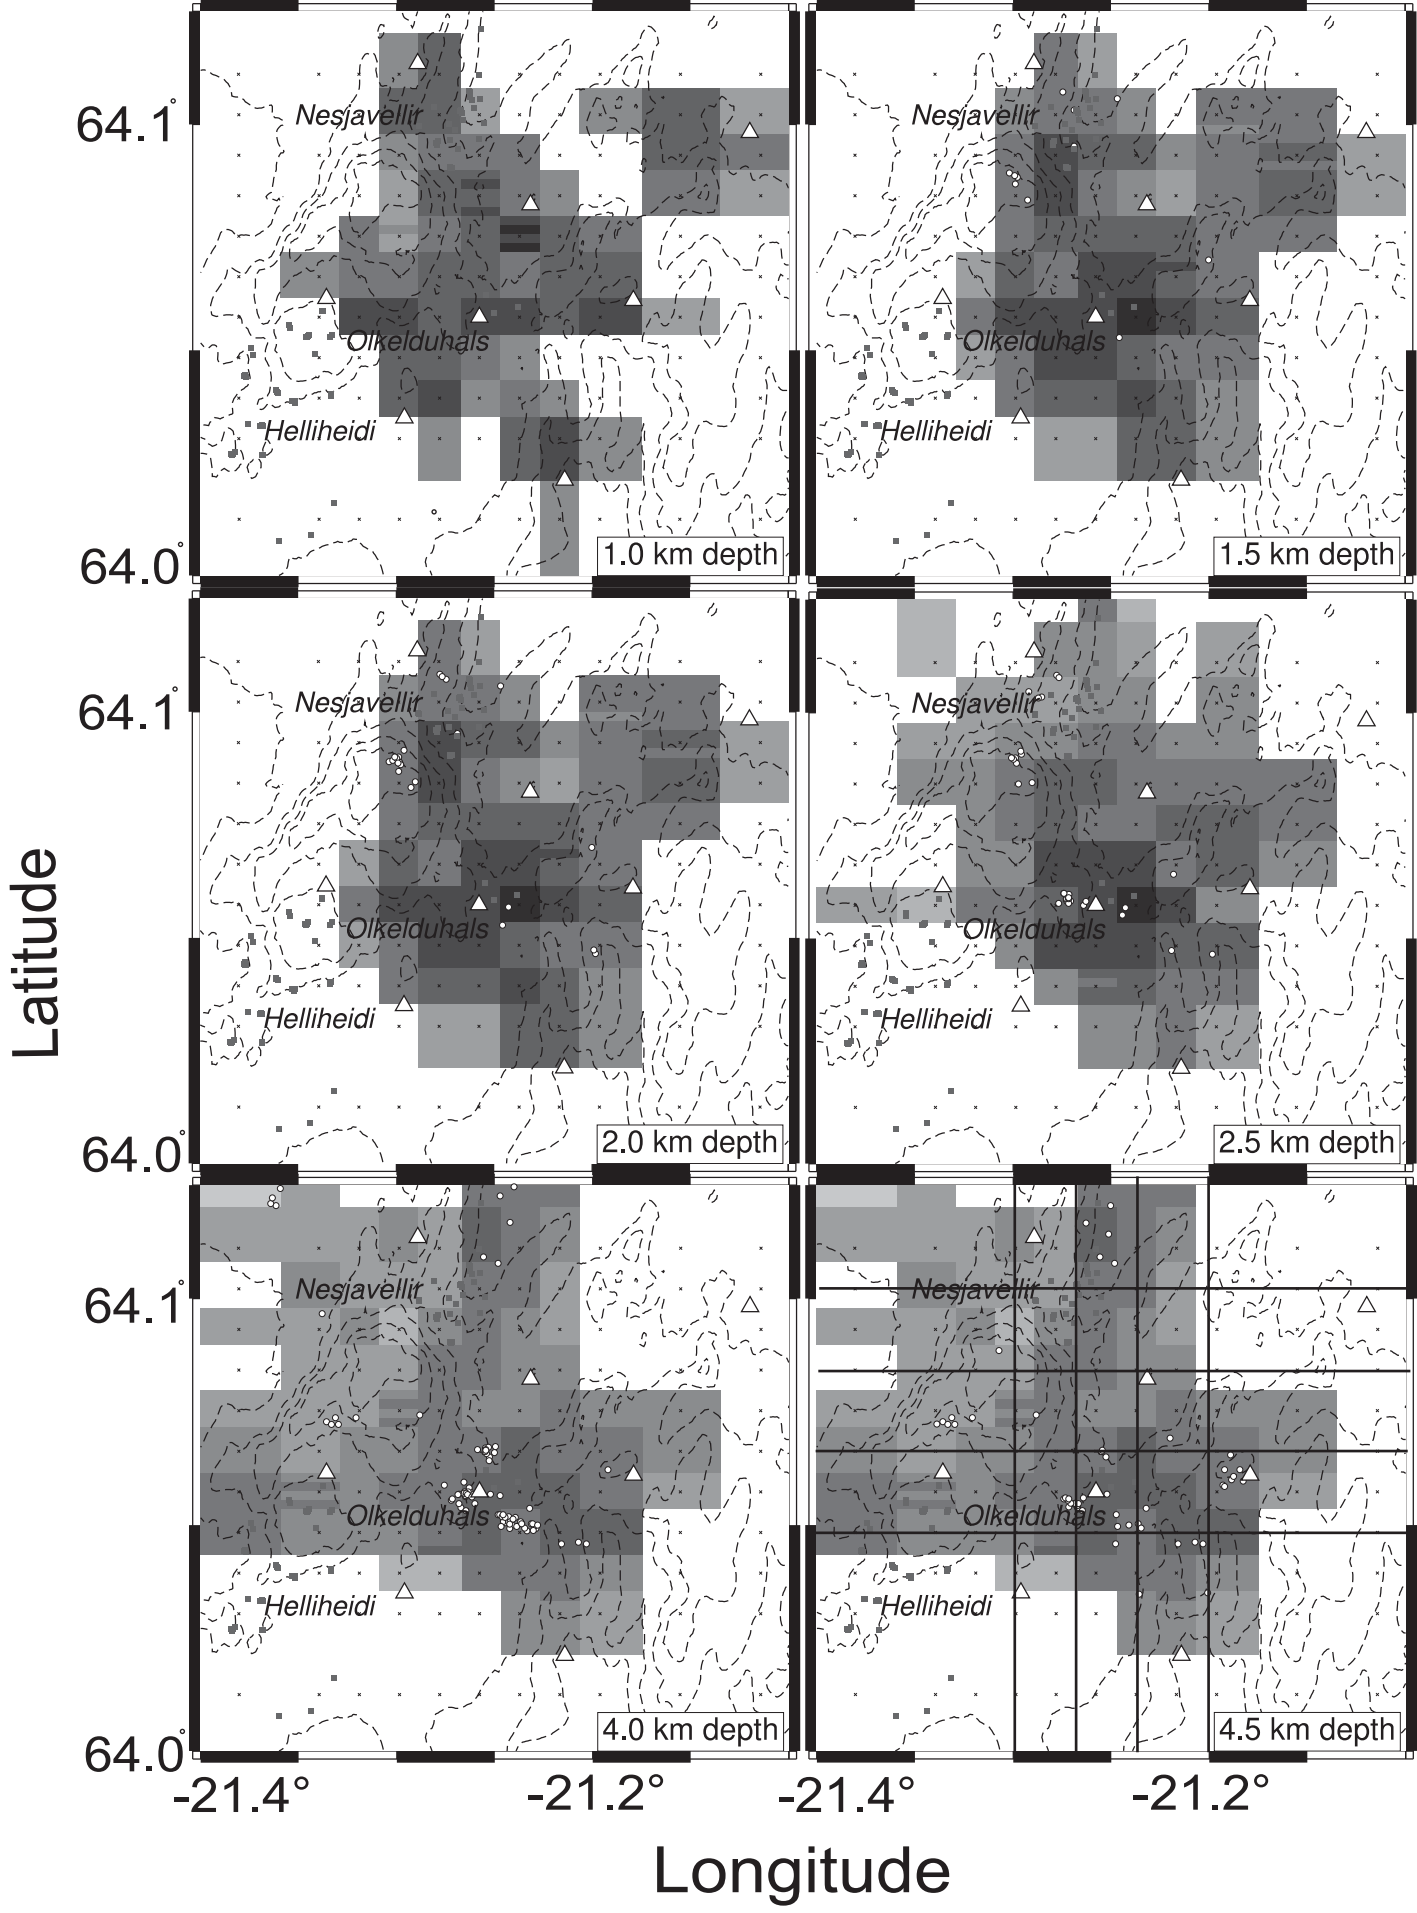 64.1°
Nesjavellir
Olkelduhals
Helliheidi
64.0°
1.0 km depth
Nesjavellir
Olkelduhals
Helliheidi
1.5 km depth
64.1°
Nesjavellir
Olkelduhals
Helliheidi
64.0°
2.0 km depth
Nesjavellir
Olkelduhals
Helliheidi
2.5 km depth
Latitude
64.1°
Nesjavellir
Olkelduhals
Helliheidi
64.0°
4.0 km depth
Nesjavellir
Olkelduhals
Helliheidi
4.5 km depth
-21.4° -21.2° -21.4° -21.2°
Longitude